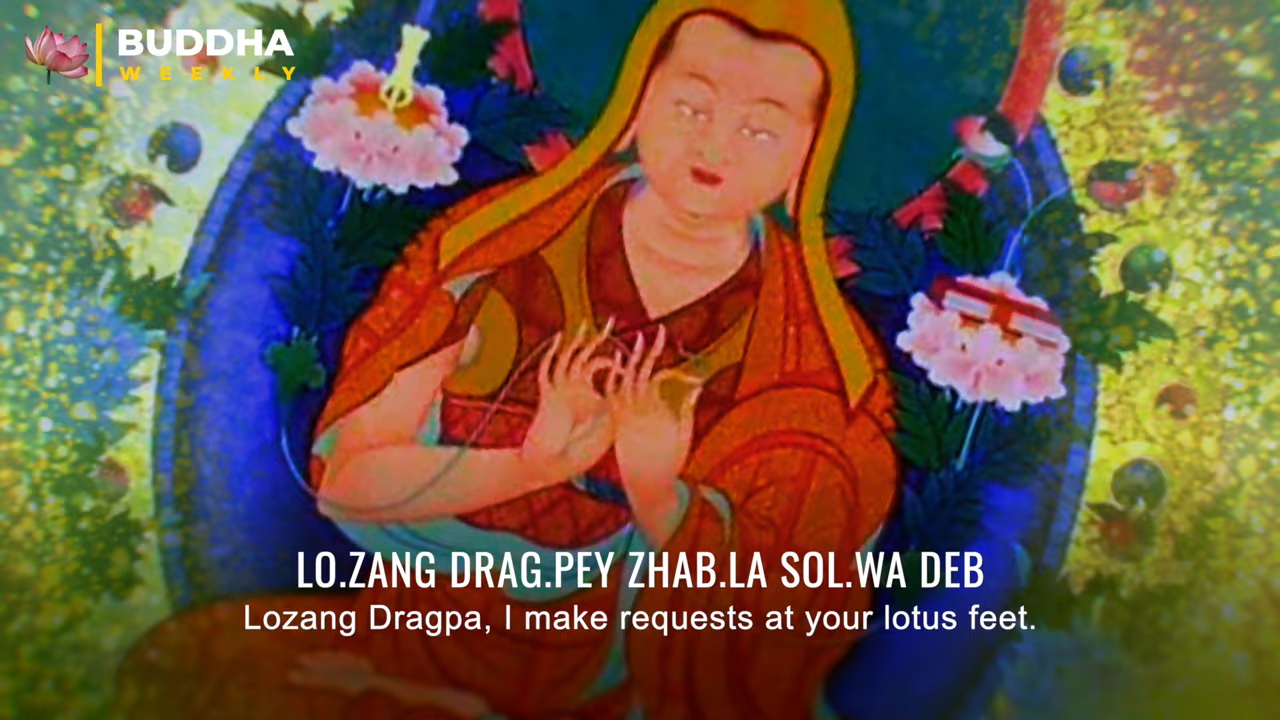 BUDDHA
WEEKLY
LO.ZANG DRAG.PEY ZHAB.LA SOL.WA DEB
Lozang Dragpa, I make requests at your lotus feet.